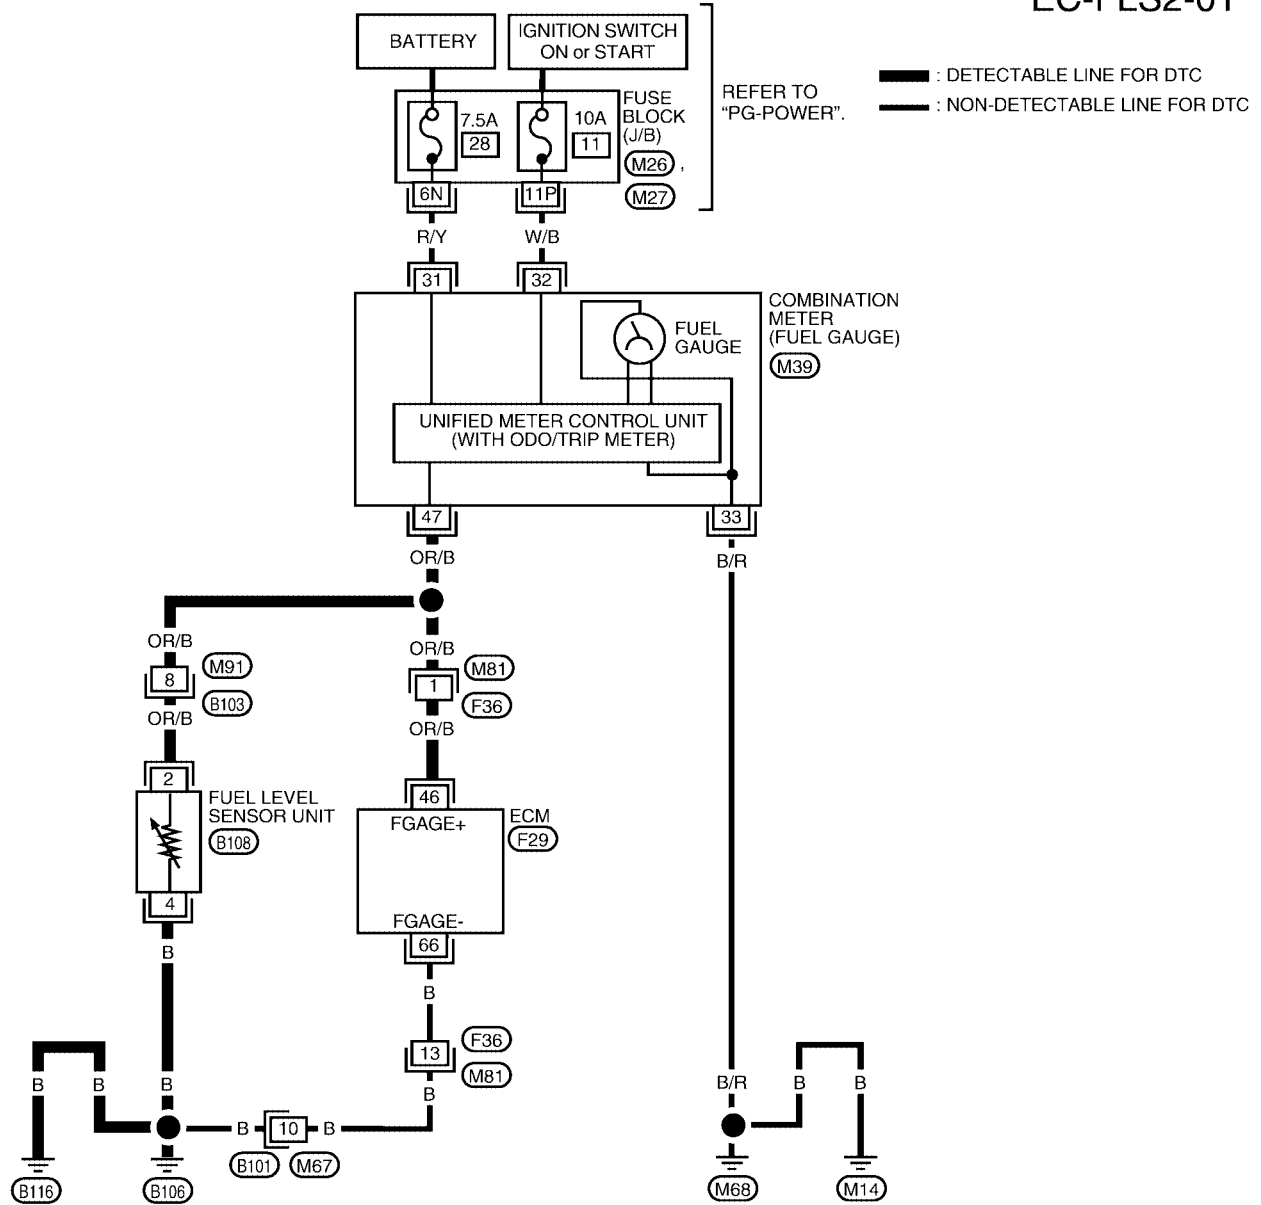 EC-FLS2-01
BATTERY
IGNITION SWITCH
ON or START
: DETECTABLE LINE FOR DTC
: NON-DETECTABLE LINE FOR DTC
REFER TO
"PG-POWER".
7.5A
28
10A
11
FUSE
BLOCK
(J/B)
M26 ,
M27
6N
11P
R/Y
W/B
31
32
FUEL
GAUGE
COMBINATION
METER
(FUEL GAUGE)
M39
UNIFIED METER CONTROL UNIT
(WITH ODO/TRIP METER)
47
33
OR/B
B/R
OR/B
OR/B
8
M91
B103
1
M81
F36
OR/B
OR/B
2
FUEL LEVEL
SENSOR UNIT
B108
4
46
FGAGE+
ECM
F29
FGAGE-
66
B
B
13
F36
M81
B
B
B
B
B/R
B
B
B
10
B
B101
M67
B116
B106
M68
M14